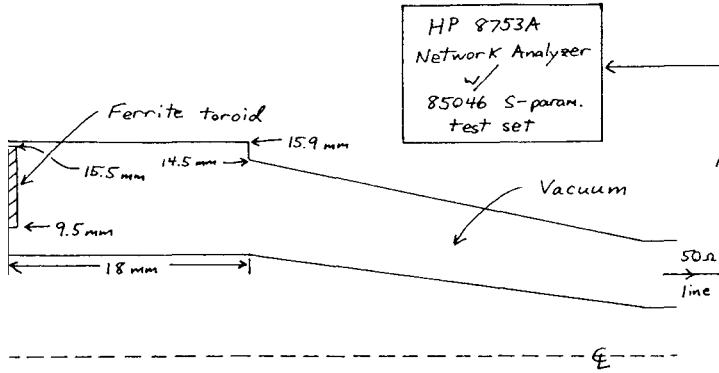 HP 8753A
Network Analyzer
w/
85046 S-param.
test set
Ferrite toroid
15.9 mm
15.5 mm
14.5 mm
Vacuum
9.5 mm
18 mm
50Ω
line
℄